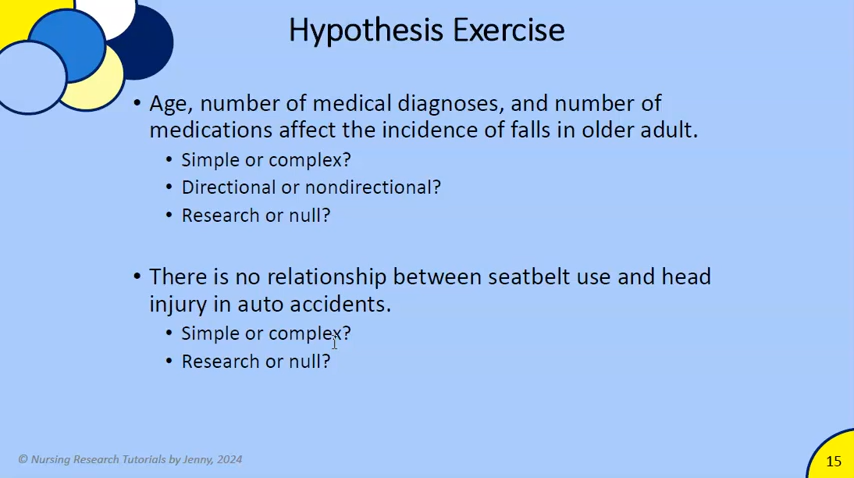 Hypothesis Exercise
• Age, number of medical diagnoses, and number of
medications affect the incidence of falls in older adult.
• Simple or complex?
• Directional or nondirectional?
• Research or null?
• There is no relationship between seatbelt use and head
injury in auto accidents.
• Simple or complex?
• Research or null?
© Nursing Research Tutorials by Jenny, 2024
15